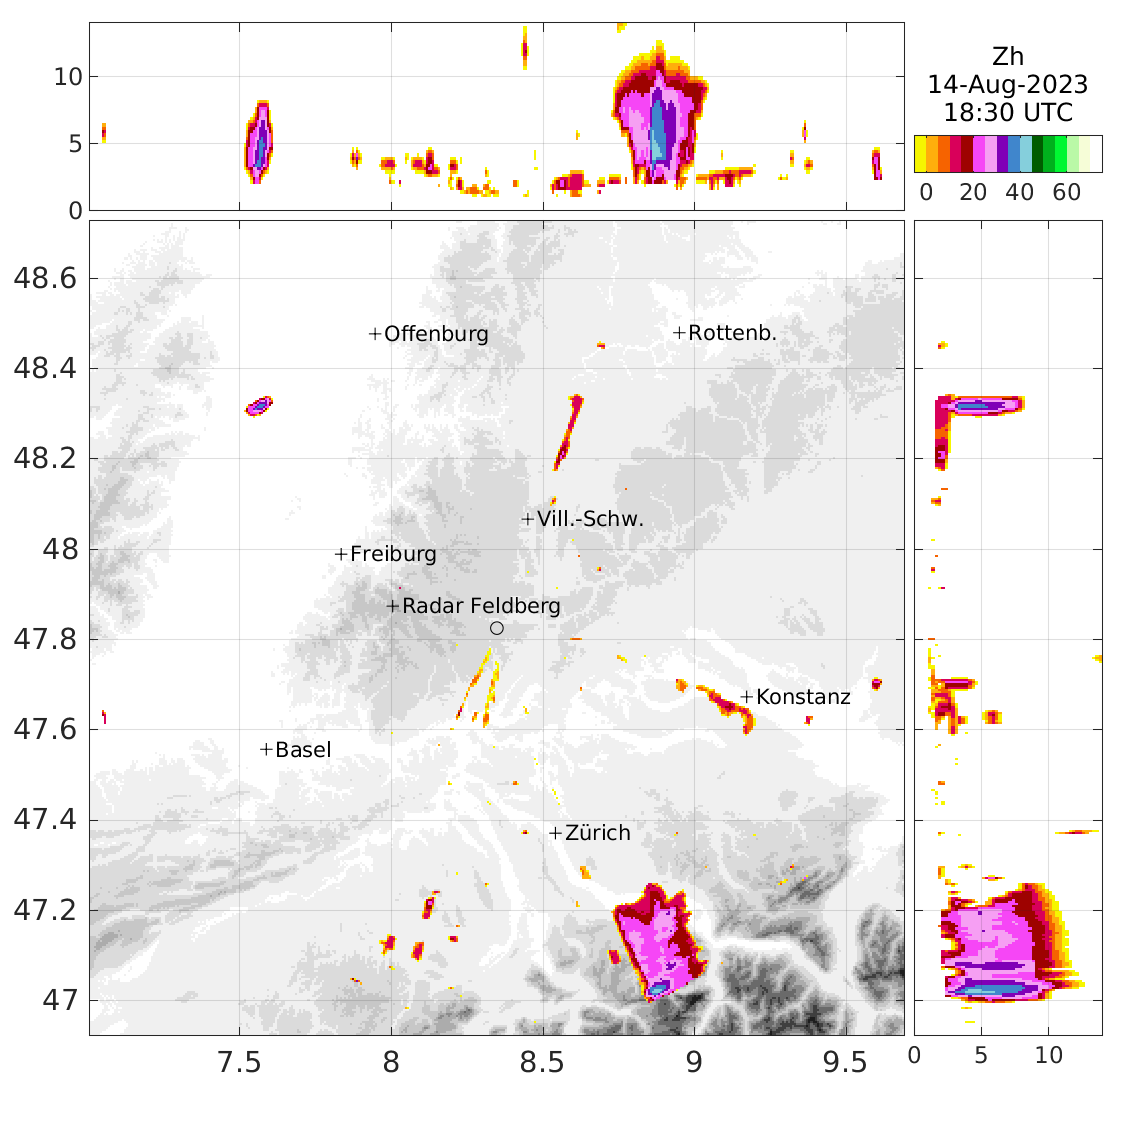 10
5
0
Zh
14-Aug-2023
18:30 UTC
0 20 40 60
48.6
48.4
48.2
48
47.8
47.6
47.4
47.2
47
+Offenburg
+Rottenb.
+Vill.-Schw.
+Freiburg
+Radar Feldberg
+Konstanz
+Basel
+Zürich
7.5 8 8.5 9 9.5
0 5 10